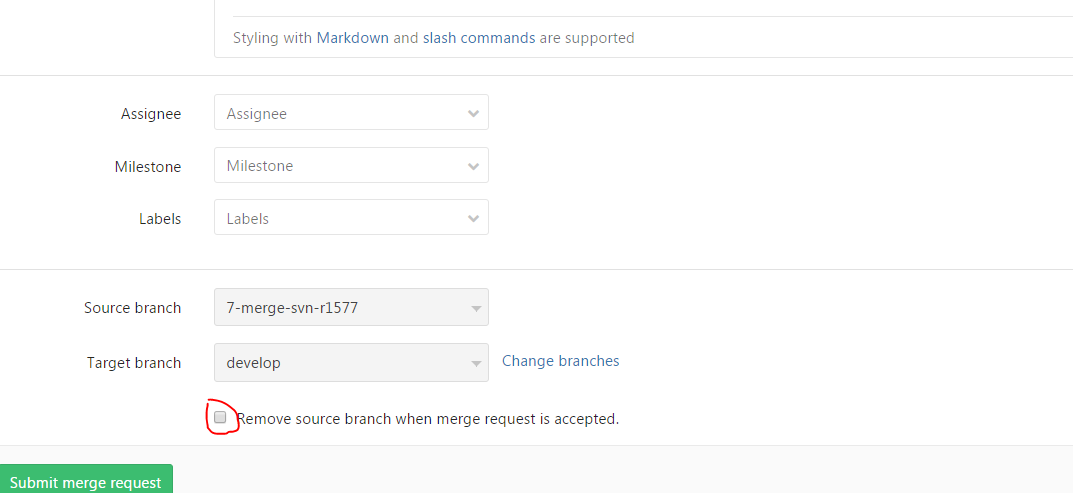 Styling with Markdown and slash commands are supported
Assignee
Assignee
Milestone
Milestone
Labels
Labels
Source branch
7-merge-svn-r1577
Target branch
develop
Change branches
Remove source branch when merge request is accepted.
Submit merge request